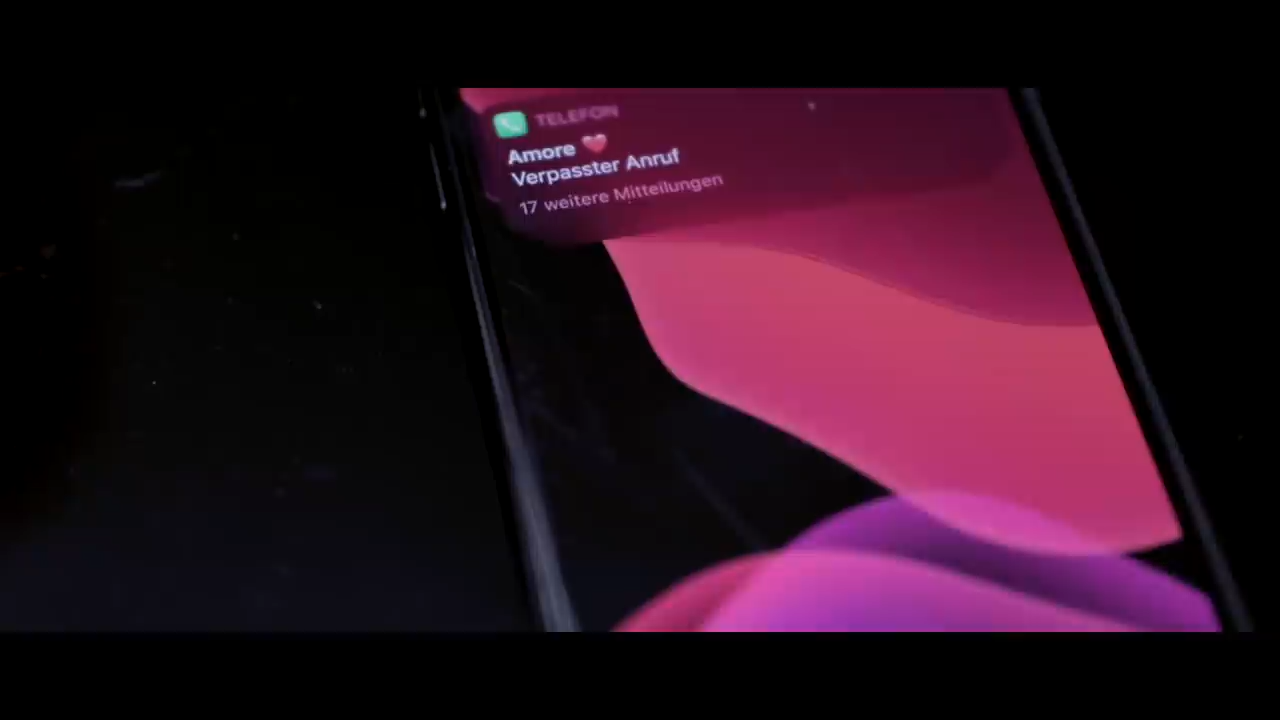 TELEFON
Amore ❤️
Verpasster Anruf
17 weitere Mitteilungen